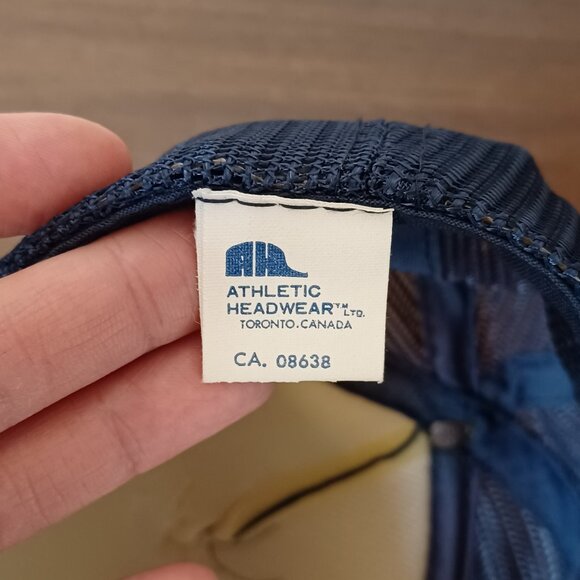 AH
ATHLETIC
HEADWEAR™ LTD.
TORONTO.CANADA
CA. 08638